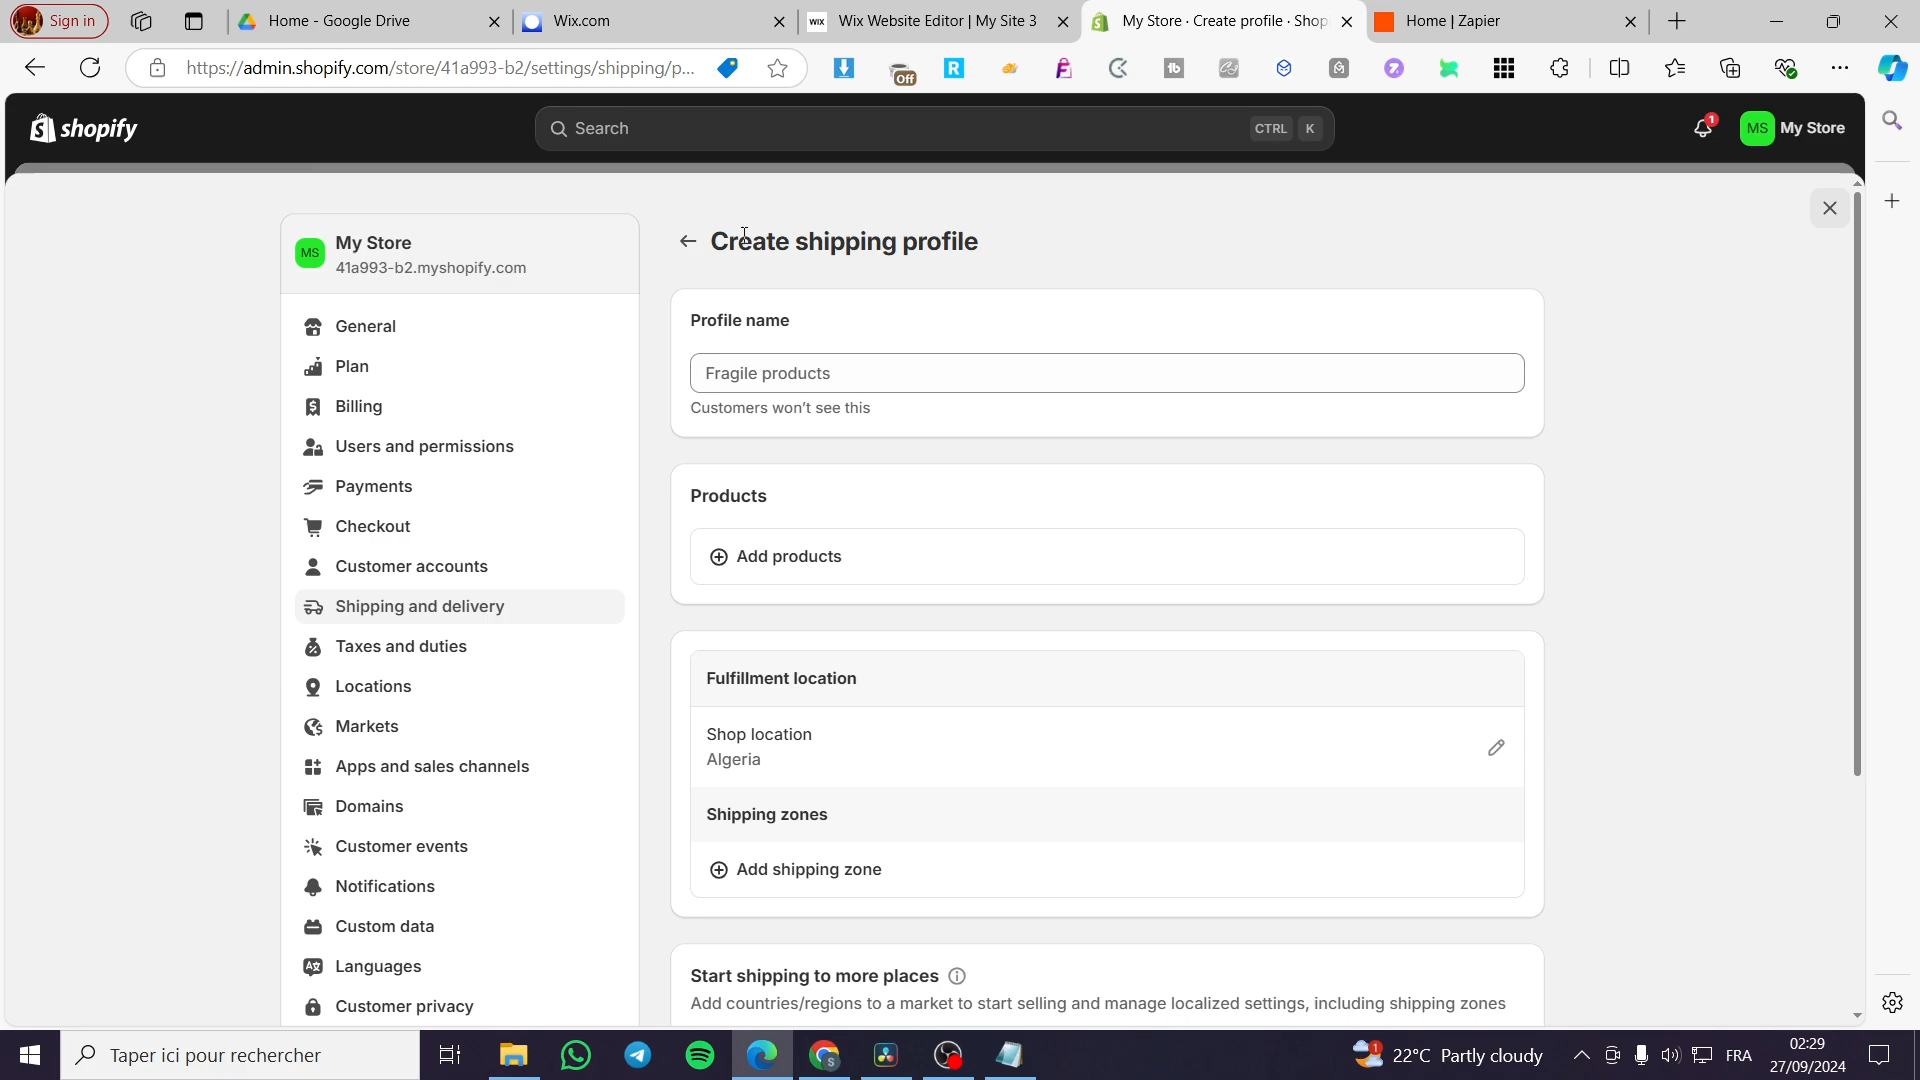 Sign in
Home - Google Drive
Wix.com
WIX
Wix Website Editor | My Site 3
My Store · Create profile · Shop
Home | Zapier
https://admin.shopify.com/store/41a993-b2/settings/shipping/p...
Off
shopify
Search
CTRL K
1
MS
My Store
MS
My Store
41a993-b2.myshopify.com
General
Plan
Billing
Users and permissions
Payments
Checkout
Customer accounts
Shipping and delivery
Taxes and duties
Locations
Markets
Apps and sales channels
Domains
Customer events
Notifications
Custom data
Languages
Customer privacy
Create shipping profile
Profile name
Fragile products
Customers won't see this
Products
Add products
Fulfillment location
Shop location
Algeria
Shipping zones
Add shipping zone
Start shipping to more places
Add countries/regions to a market to start selling and manage localized settings, including shipping zones
Taper ici pour rechercher
1
22°C Partly cloudy
FRA
02:29
27/09/2024